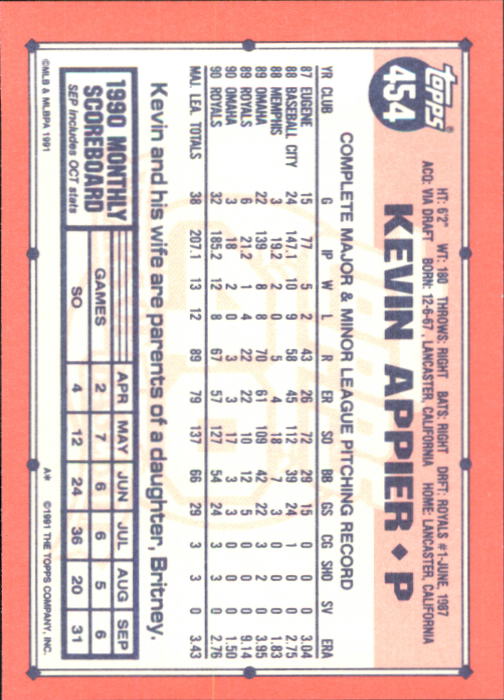 topps®
454
HT: 6'2" WT: 180 THROWS: RIGHT BATS: RIGHT DRFT: ROYALS #1-JUNE, 1987
ACQ: VIA DRAFT BORN: 12-6-67, LANCASTER, CALIFORNIA HOME: LANCASTER, CALIFORNIA
KEVIN APPIER ◆ P
COMPLETE MAJOR & MINOR LEAGUE PITCHING RECORD
YR CLUB G IP W L R ER SO BB GS CG SHO SV ERA
87 EUGENE 15 77 5 2 43 26 72 29 15 0 0 0 3.04
88 BASEBALL CITY 24 147.1 10 9 58 45 112 39 24 1 0 0 2.75
88 MEMPHIS 3 19.2 2 0 5 4 18 7 3 0 0 0 1.83
89 OMAHA 22 139 8 8 70 61 109 42 22 3 2 0 3.95
89 ROYALS 6 21.2 1 4 22 22 10 12 5 0 0 0 9.14
90 OMAHA 3 18 2 0 3 3 17 3 3 0 0 0 1.50
90 ROYALS 32 185.2 12 8 67 57 127 54 24 3 3 0 2.76
MAJ. LEA. TOTALS 38 207.1 13 12 89 79 137 66 29 3 3 0 3.43
Kevin and his wife are parents of a daughter, Britney.
1990 MONTHLY
SCOREBOARD
SEP includes OCT stats
APR MAY JUN JUL AUG SEP
GAMES 2 7 6 6 5 6
SO 4 12 24 36 20 31
©MLB & MLBPA 1991
A* ©1991 THE TOPPS COMPANY, INC.